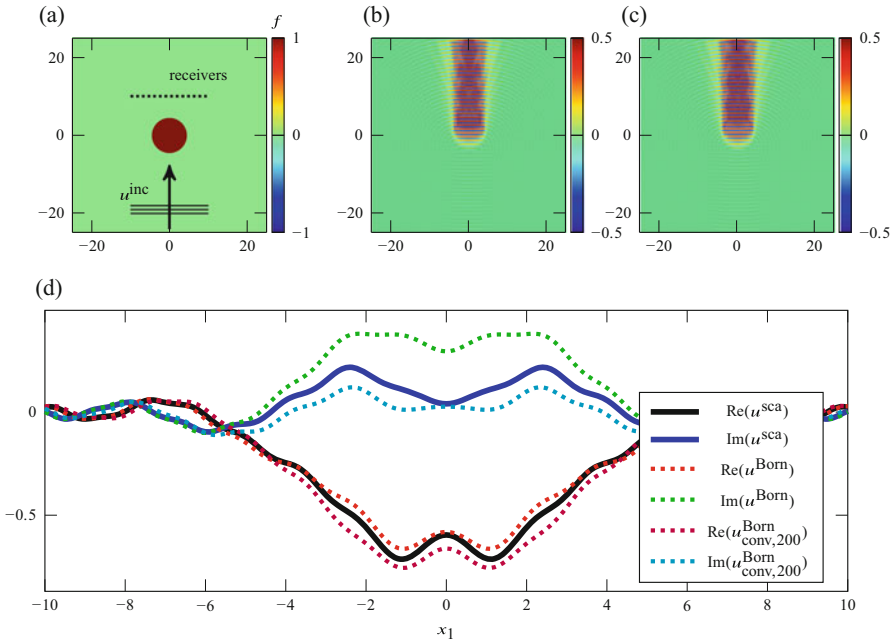 (a)
f
(b)
(c)
20
0
−20
receivers
u^inc
−20
0
20
1
0
−1
20
0
−20
−20
0
20
0.5
0
−0.5
20
0
−20
−20
0
20
0.5
0
−0.5
(d)
0
−0.5
−10
−8
−6
−4
−2
0
2
4
6
8
10
x_1
Re(u^sca)
Im(u^sca)
Re(u^Born)
Im(u^Born)
Re(u^Born_conv,200)
Im(u^Born_conv,200)